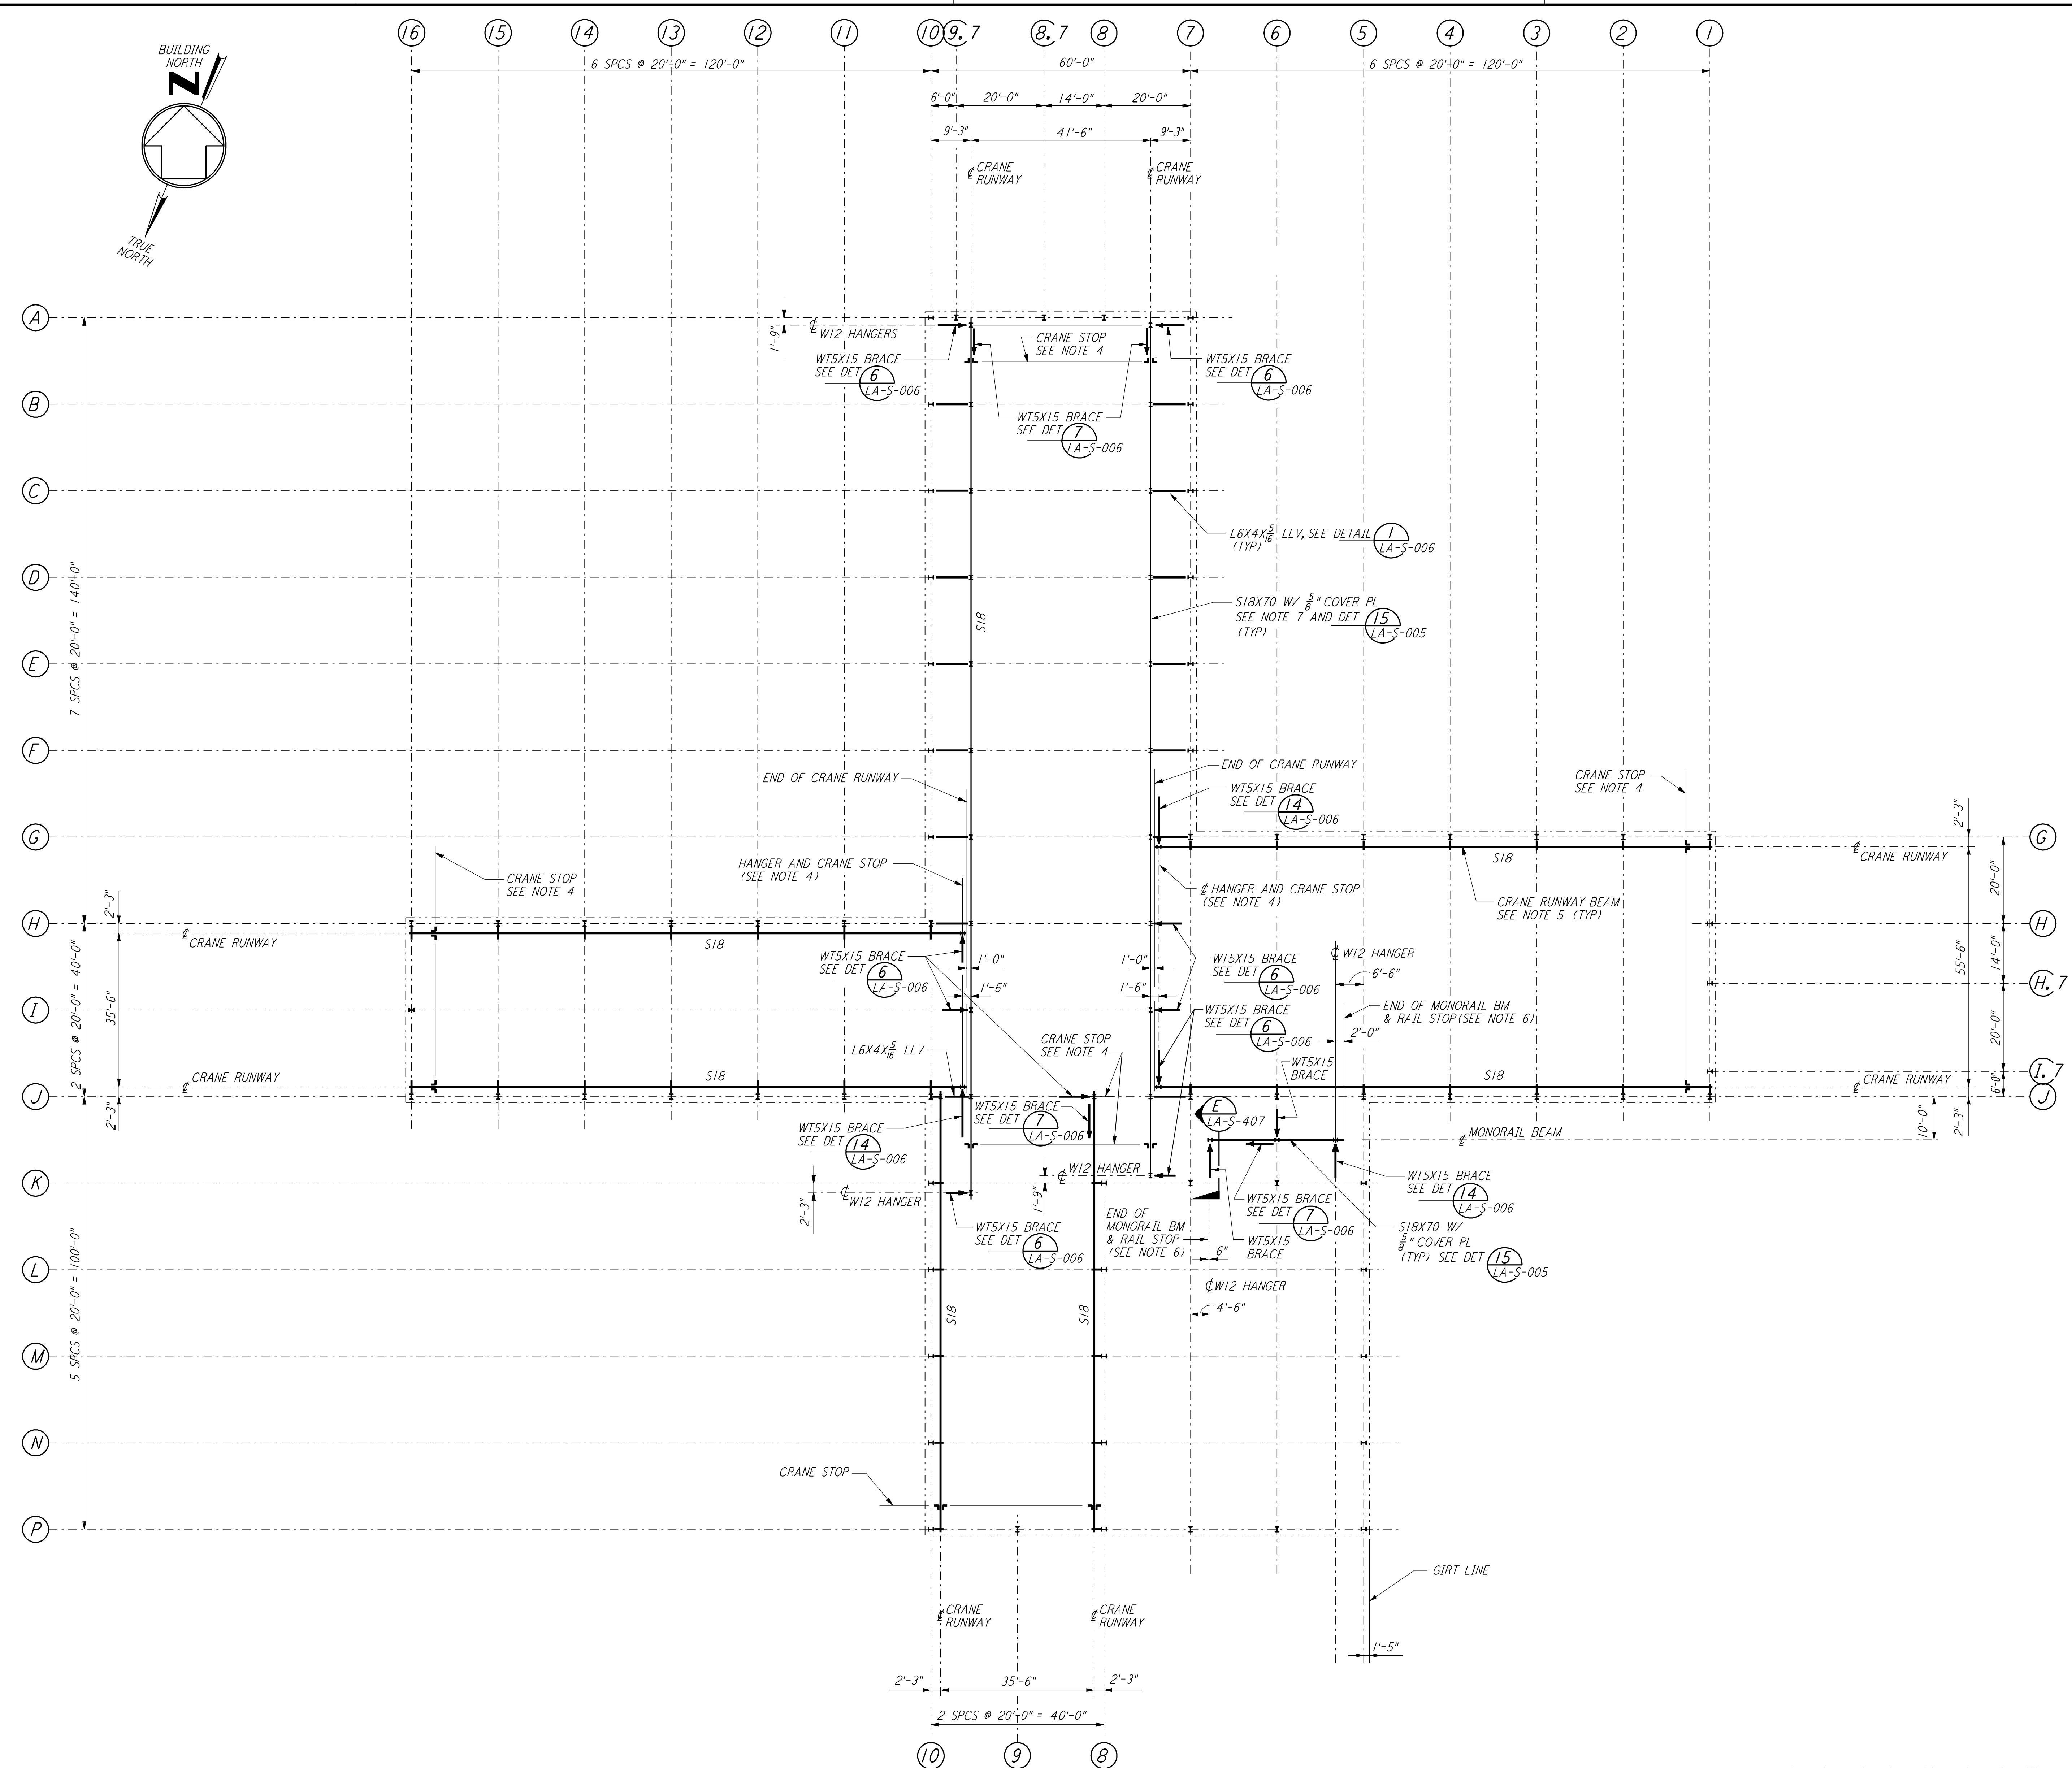 16
15
14
13
12
11
10
9.7
8.7
8
7
6
5
4
3
2
1
BUILDING
NORTH
N
TRUE
NORTH
6 SPCS @ 20'-0" = 120'-0"
60'-0"
6 SPCS @ 20'-0" = 120'-0"
6'-0"
20'-0"
14'-0"
20'-0"
9'-3"
41'-6"
9'-3"
℄ CRANE
RUNWAY
℄ CRANE
RUNWAY
A
1'-9"
℄ W12 HANGERS
CRANE STOP
SEE NOTE 4
WT5X15 BRACE
SEE DET
6
LA-S-006
WT5X15 BRACE
SEE DET
6
LA-S-006
B
WT5X15 BRACE
SEE DET
7
LA-S-006
C
L6X4X5/16 LLV, SEE DETAIL
(TYP)
1
LA-S-006
D
7 SPCS @ 20'-0" = 140'-0"
S18
S18X70 W/ 5/8" COVER PL
SEE NOTE 7 AND DET
(TYP)
15
LA-S-005
E
F
END OF CRANE RUNWAY
END OF CRANE RUNWAY
WT5X15 BRACE
SEE DET
14
LA-S-006
CRANE STOP
SEE NOTE 4
2'-3"
G
G
S18
℄ CRANE RUNWAY
HANGER AND CRANE STOP
(SEE NOTE 4)
CRANE STOP
SEE NOTE 4
℄ HANGER AND CRANE STOP
(SEE NOTE 4)
CRANE RUNWAY BEAM
SEE NOTE 5 (TYP)
20'-0"
2'-3"
H
H
℄ CRANE RUNWAY
S18
WT5X15 BRACE
SEE DET
6
LA-S-006
1'-0"
1'-6"
1'-0"
1'-6"
WT5X15 BRACE
SEE DET
6
LA-S-006
℄ W12 HANGER
6'-6"
55'-6"
14'-0"
H.7
2 SPCS @ 20'-0" = 40'-0"
35'-6"
I
WT5X15 BRACE
SEE DET
6
LA-S-006
END OF MONORAIL BM
& RAIL STOP (SEE NOTE 6)
2'-0"
20'-0"
L6X4X5/16 LLV
CRANE STOP
SEE NOTE 4
WT5X15
BRACE
℄ CRANE RUNWAY
S18
S18
℄ CRANE RUNWAY
I.7
6'-0"
J
J
2'-3"
WT5X15 BRACE
SEE DET
7
LA-S-006
E
LA-S-407
10'-0"
2'-3"
WT5X15 BRACE
SEE DET
14
LA-S-006
℄ MONORAIL BEAM
K
2'-3"
℄ W12 HANGER
℄ W12 HANGER
1'-9"
WT5X15 BRACE
SEE DET
14
LA-S-006
WT5X15 BRACE
SEE DET
7
LA-S-006
WT5X15 BRACE
SEE DET
6
LA-S-006
END OF
MONORAIL BM
& RAIL STOP
(SEE NOTE 6)
6"
WT5X15
BRACE
S18X70 W/
5/8" COVER PL
(TYP) SEE DET
15
LA-S-005
L
℄ W12 HANGER
4'-6"
S18
S18
5 SPCS @ 20'-0" = 100'-0"
M
N
CRANE STOP
P
GIRT LINE
℄ CRANE
RUNWAY
℄ CRANE
RUNWAY
1'-5"
2'-3"
35'-6"
2'-3"
2 SPCS @ 20'-0" = 40'-0"
10
9
8